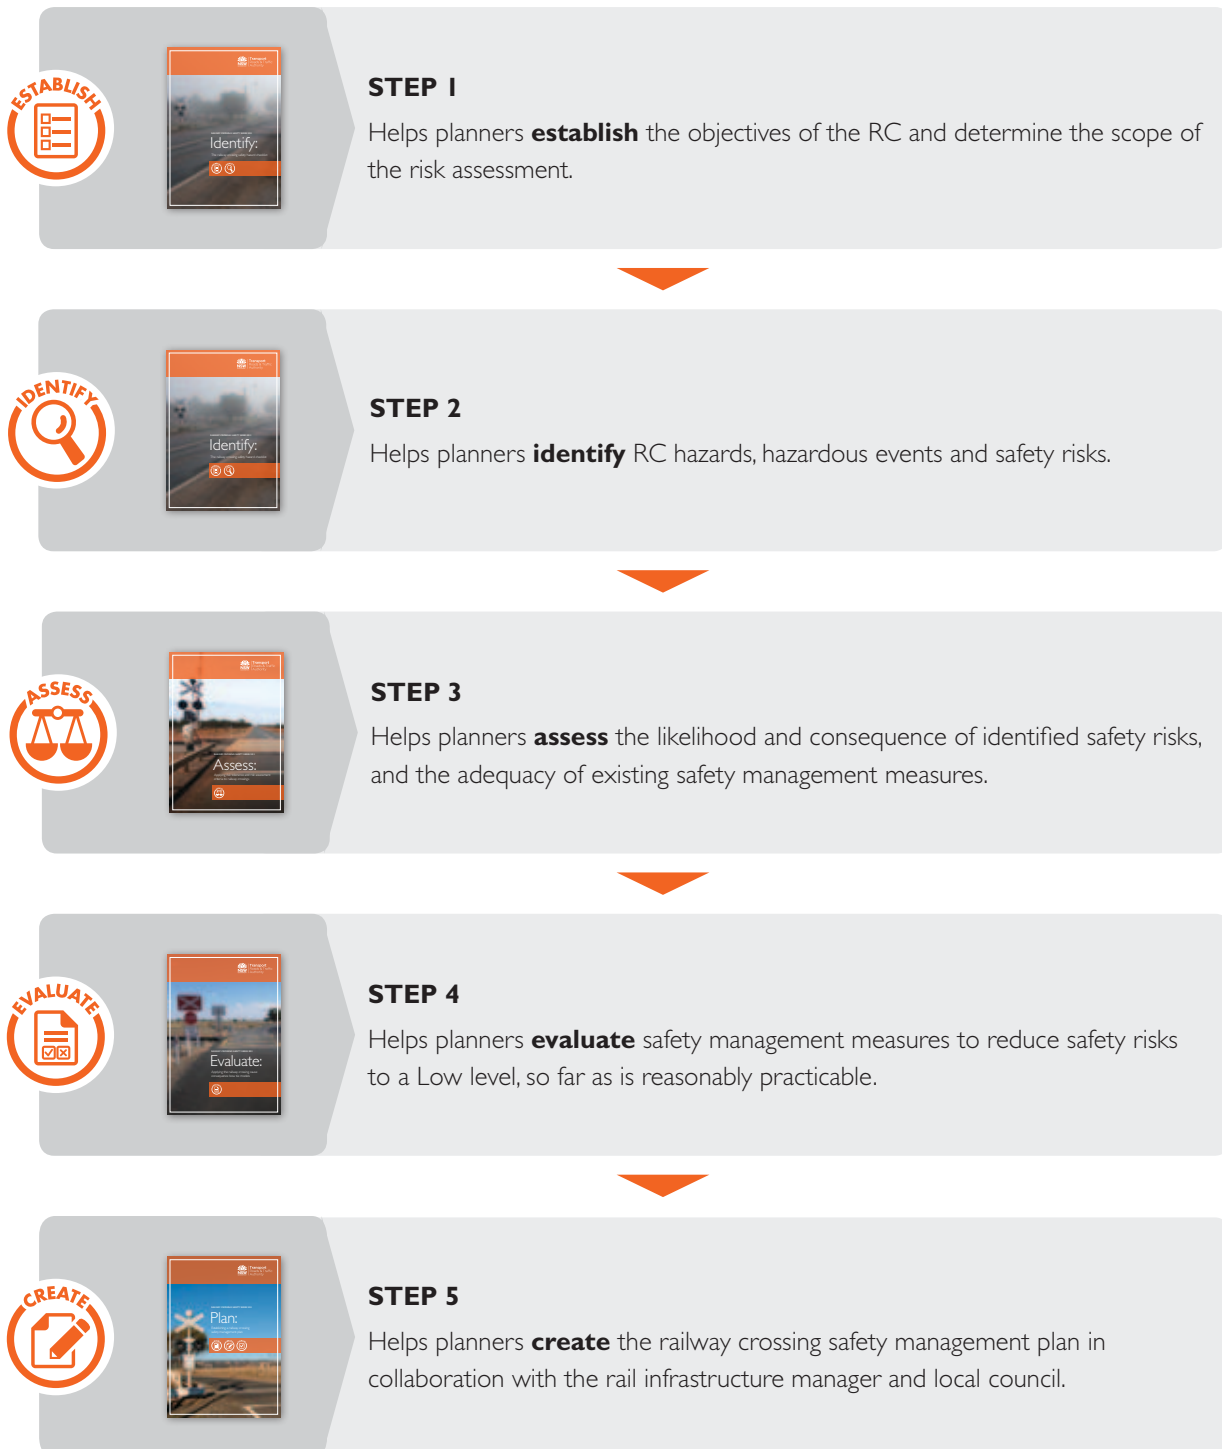 ESTABLISH
Transport
Identify:
STEP 1
Helps planners establish the objectives of the RC and determine the scope of
the risk assessment.
IDENTIFY
Transport
Identify:
STEP 2
Helps planners identify RC hazards, hazardous events and safety risks.
ASSESS
Transport
Assess:
STEP 3
Helps planners assess the likelihood and consequence of identified safety risks,
and the adequacy of existing safety management measures.
EVALUATE
Transport
Evaluate:
STEP 4
Helps planners evaluate safety management measures to reduce safety risks
to a Low level, so far as is reasonably practicable.
CREATE
Transport
Plan:
STEP 5
Helps planners create the railway crossing safety management plan in
collaboration with the rail infrastructure manager and local council.